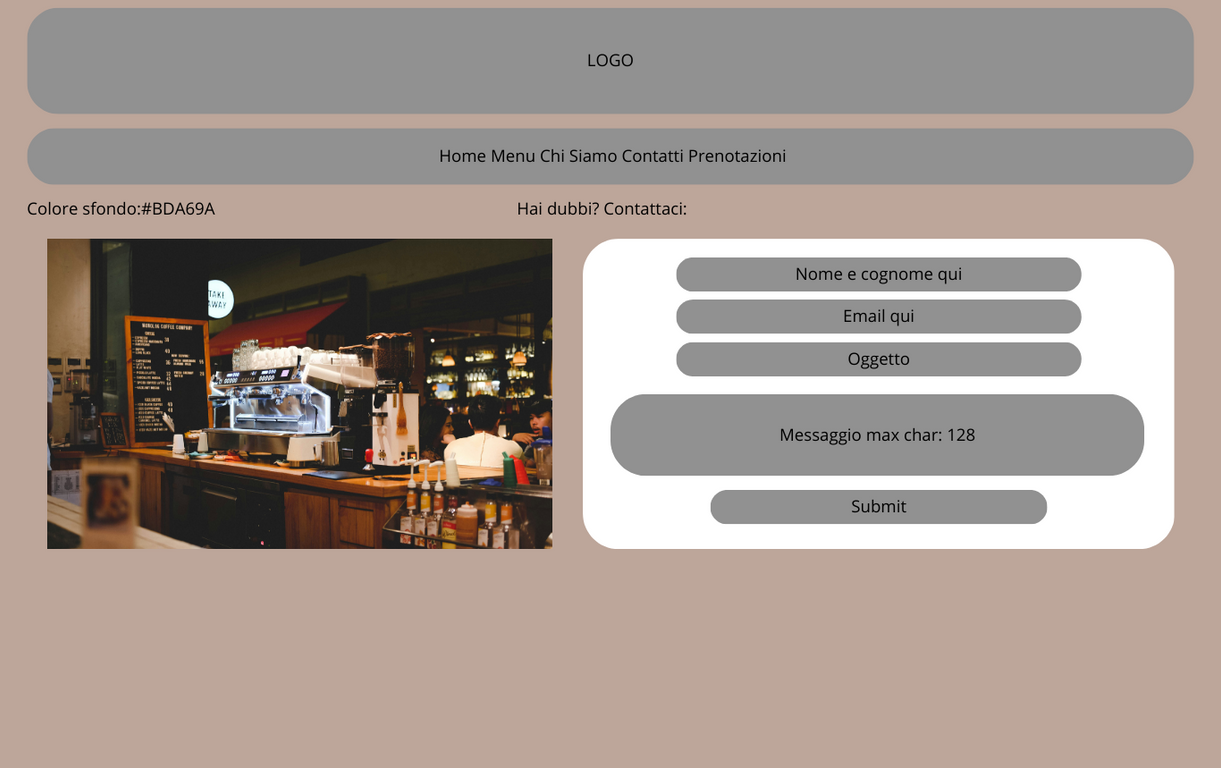 LOGO
Home Menu Chi Siamo Contatti Prenotazioni
Colore sfondo:#BDA69A
Hai dubbi? Contattaci:
TAKE
AWAY
Nome e cognome qui
Email qui
Oggetto
Messaggio max char: 128
Submit